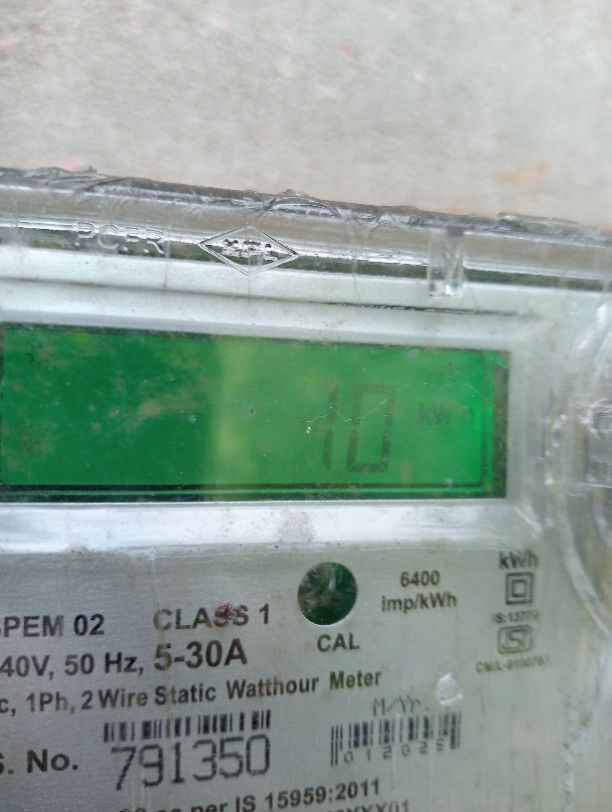 10 kWh
6400
imp/kWh
kWh
PEM 02 CLASS 1
CAL
40V, 50 Hz, 5-30A
c, 1Ph, 2 Wire Static Watthour Meter
M/Yr.
S. No.
791350
012025
as per IS 15959:2011